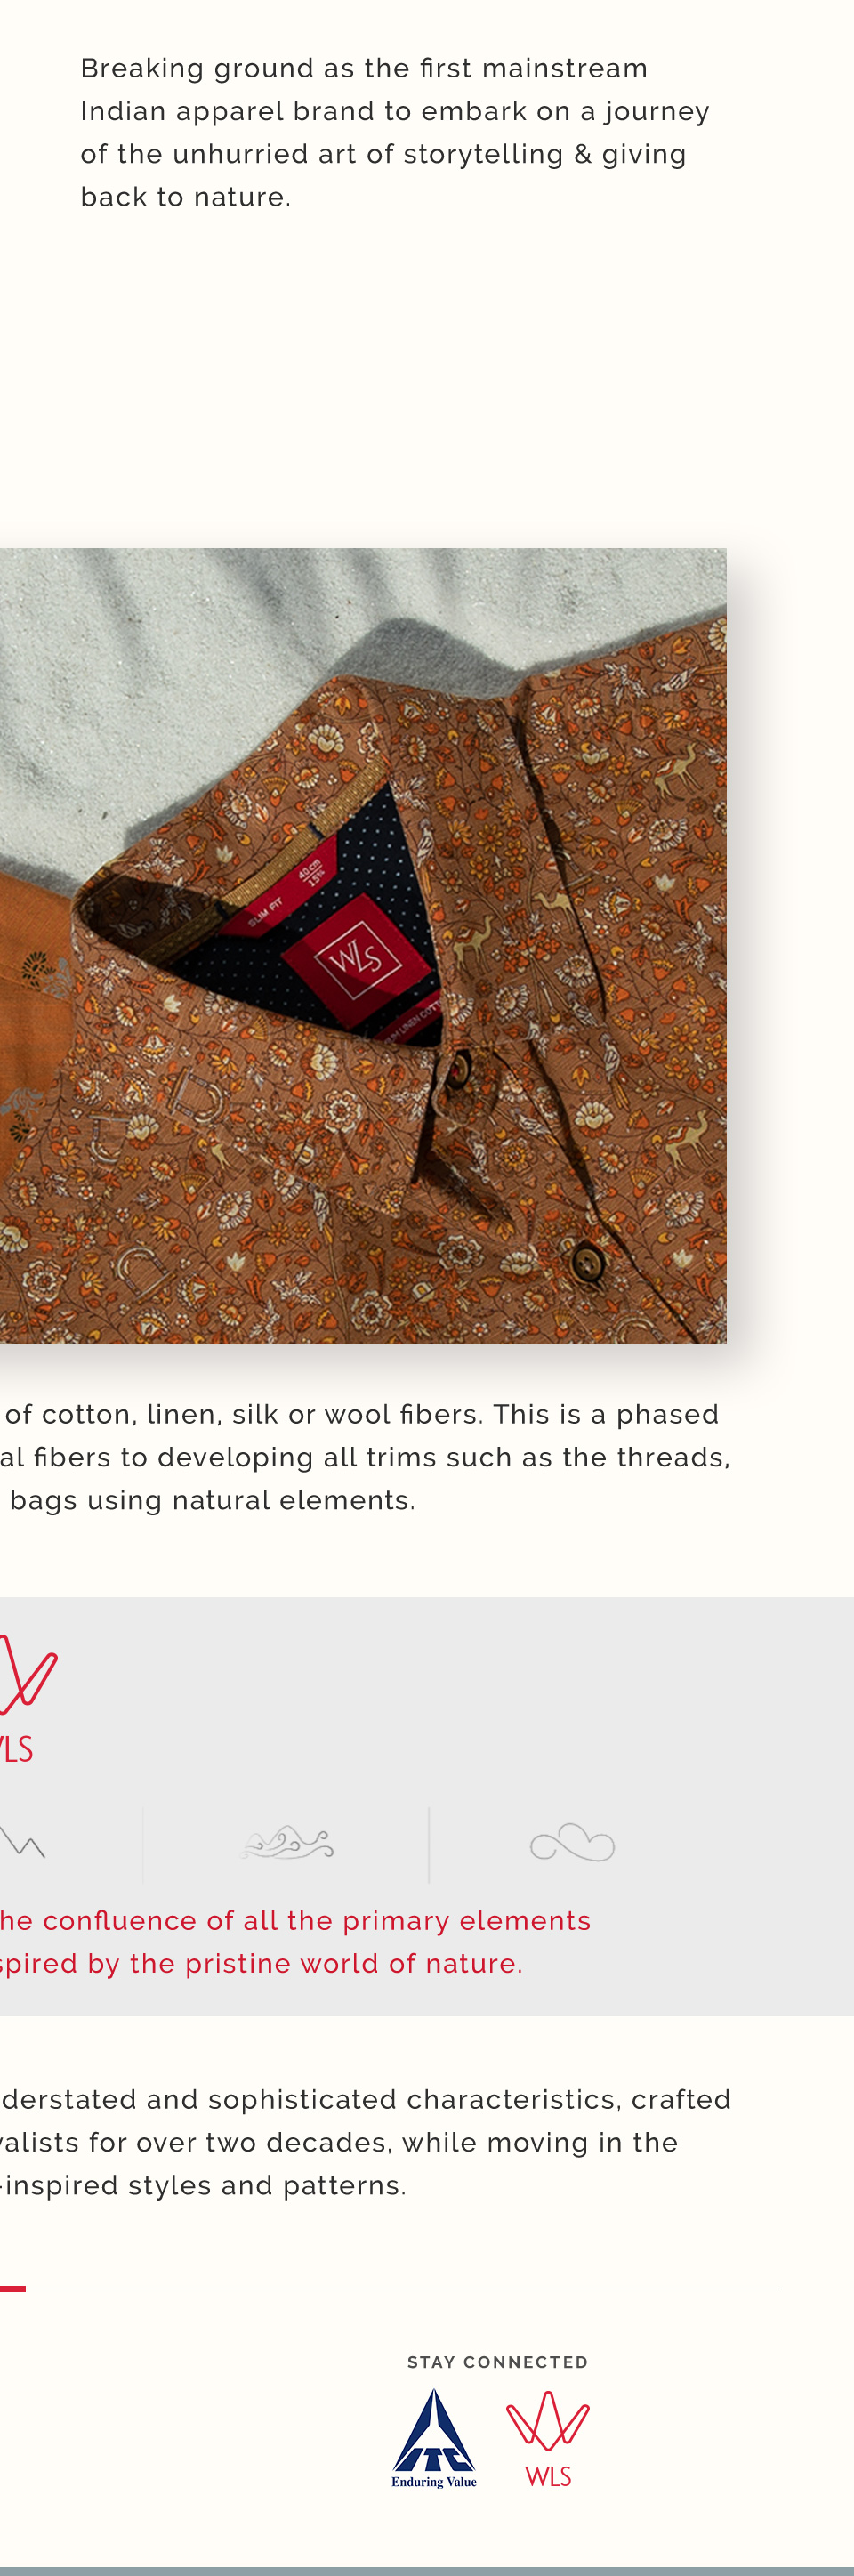 Breaking ground as the first mainstream
Indian apparel brand to embark on a journey
of the unhurried art of storytelling & giving
back to nature.
40 cm
15¾
SLIM FIT
WLS
LINEN COTT
of cotton, linen, silk or wool fibers. This is a phased
al fibers to developing all trims such as the threads,
bags using natural elements.
WLS
he confluence of all the primary elements
spired by the pristine world of nature.
derstated and sophisticated characteristics, crafted
valists for over two decades, while moving in the
-inspired styles and patterns.
STAY CONNECTED
ITC
Enduring Value
WLS